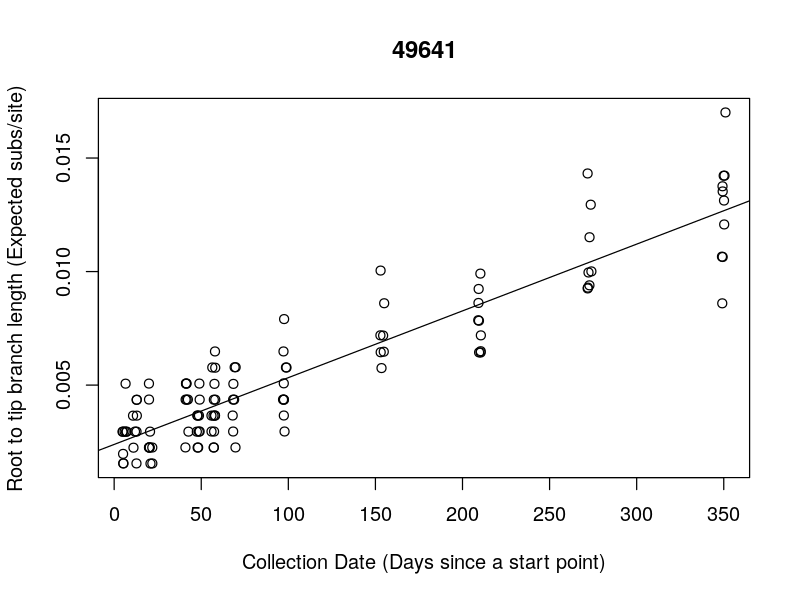 49641
Root to tip branch length (Expected subs/site)
0.015
0.010
0.005
0 50 100 150 200 250 300 350
Collection Date (Days since a start point)